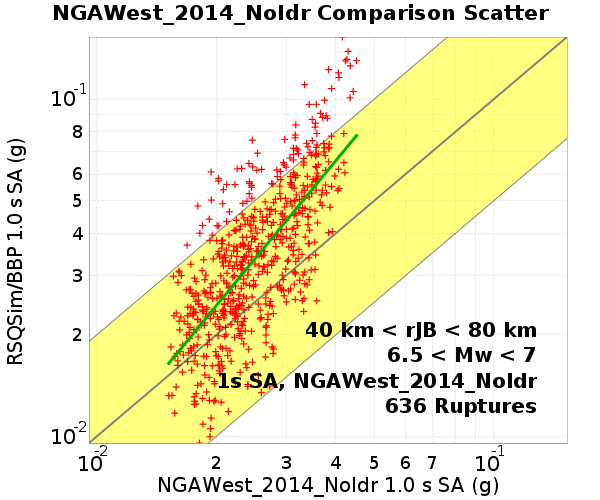 NGAWest_2014_NoIdr Comparison Scatter
RSQSim/BBP 1.0 s SA (g)
10-1
8
6
5
4
3
2
10-2
40 km < rJB < 80 km
6.5 < Mw < 7
1s SA, NGAWest_2014_NoIdr
636 Ruptures
10-2 2 3 4 5 6 7 10-1
NGAWest_2014_NoIdr 1.0 s SA (g)